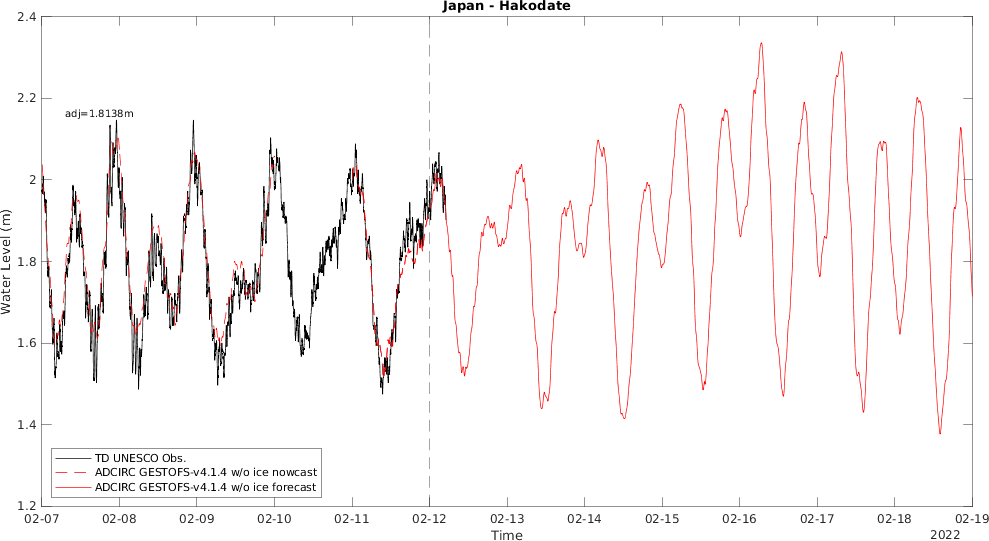 Japan - Hakodate
2.4
2.2
2
1.8
1.6
1.4
1.2
Water Level (m)
adj=1.8138m
TD UNESCO Obs.
ADCIRC GESTOFS-v4.1.4 w/o ice nowcast
ADCIRC GESTOFS-v4.1.4 w/o ice forecast
02-07 02-08 02-09 02-10 02-11 02-12 02-13 02-14 02-15 02-16 02-17 02-18 02-19
Time
2022